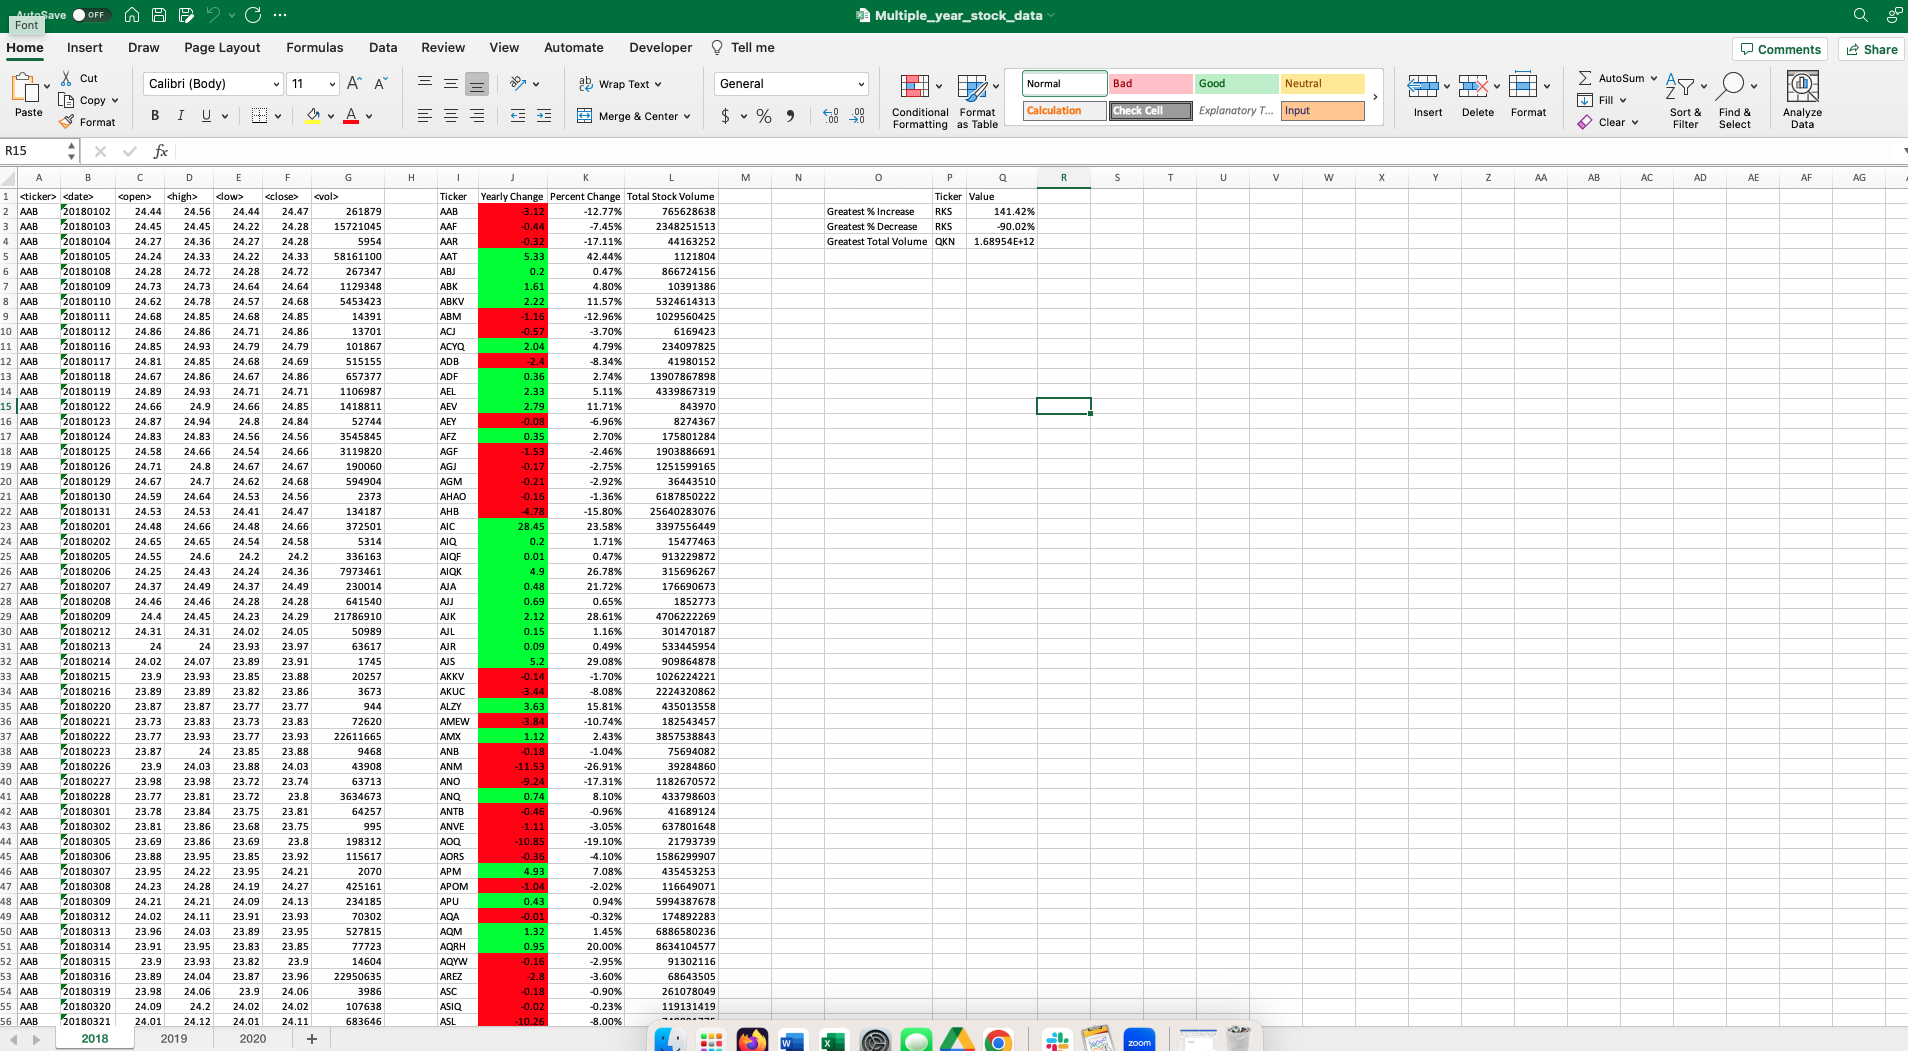 AutoSave OFF
Multiple_year_stock_data
Font
Home Insert Draw Page Layout Formulas Data Review View Automate Developer Tell me Comments Share
Paste Cut Copy Format
Calibri (Body) 11
B I U A
ab Wrap Text
Merge & Center
General
$ % 9
Conditional Formatting Format as Table
Normal Bad Good Neutral
Calculation Check Cell Explanatory T... Input
Insert Delete Format
AutoSum Fill Clear
Sort & Filter Find & Select Analyze Data
R15 fx
A B C D E F G H I J K L M N O P Q R S T U V W X Y Z AA AB AC AD AE AF AG
1 <ticker> <date> <open> <high> <low> <close> <vol> Ticker Yearly Change Percent Change Total Stock Volume Ticker Value
2 AAB 20180102 24.44 24.56 24.44 24.47 261879 AAB -3.12 -12.77% 765628638 Greatest % Increase RKS 141.42%
3 AAB 20180103 24.45 24.45 24.22 24.28 15721045 AAF -0.44 -7.45% 2348251513 Greatest % Decrease RKS -90.02%
4 AAB 20180104 24.27 24.36 24.27 24.28 5954 AAR -0.32 -17.11% 44163252 Greatest Total Volume QKN 1.68954E+12
5 AAB 20180105 24.24 24.33 24.22 24.33 58161100 AAT 5.33 42.44% 1121804
6 AAB 20180108 24.28 24.72 24.28 24.72 267347 ABJ 0.2 0.47% 866724156
7 AAB 20180109 24.73 24.73 24.64 24.64 1129348 ABK 1.61 4.80% 10391386
8 AAB 20180110 24.62 24.78 24.57 24.68 5453423 ABKV 2.22 11.57% 5324614313
9 AAB 20180111 24.68 24.85 24.68 24.85 14391 ABM -1.16 -12.96% 1029560425
10 AAB 20180112 24.86 24.86 24.71 24.86 13701 ACJ -0.57 -3.70% 6169423
11 AAB 20180116 24.85 24.93 24.79 24.79 101867 ACYQ 2.04 4.79% 234097825
12 AAB 20180117 24.81 24.85 24.68 24.69 515155 ADB -2.4 -8.34% 41980152
13 AAB 20180118 24.67 24.86 24.67 24.86 657377 ADF 0.36 2.74% 13907867898
14 AAB 20180119 24.89 24.93 24.71 24.71 1106987 AEL 2.33 5.11% 4339867319
15 AAB 20180122 24.66 24.9 24.66 24.85 1418811 AEV 2.79 11.71% 843970
16 AAB 20180123 24.87 24.94 24.8 24.84 52744 AEY -0.08 -6.96% 8274367
17 AAB 20180124 24.83 24.83 24.56 24.56 3545845 AFZ 0.35 2.70% 175801284
18 AAB 20180125 24.58 24.66 24.54 24.66 3119820 AGF -1.53 -2.46% 1903886691
19 AAB 20180126 24.71 24.8 24.67 24.67 190060 AGJ -0.17 -2.75% 1251599165
20 AAB 20180129 24.67 24.7 24.62 24.68 594904 AGM -0.21 -2.92% 36443510
21 AAB 20180130 24.59 24.64 24.53 24.56 2373 AHAO -0.16 -1.36% 6187850222
22 AAB 20180131 24.53 24.53 24.41 24.47 134187 AHB -4.78 -15.80% 25640283076
23 AAB 20180201 24.48 24.66 24.48 24.66 372501 AIC 28.45 23.58% 3397556449
24 AAB 20180202 24.65 24.65 24.54 24.58 5314 AIQ 0.2 1.71% 15477463
25 AAB 20180205 24.55 24.6 24.2 24.2 336163 AIQF 0.01 0.47% 913229872
26 AAB 20180206 24.25 24.43 24.24 24.36 7973461 AIQK 4.9 26.78% 315696267
27 AAB 20180207 24.37 24.49 24.37 24.49 230014 AJA 0.48 21.72% 176690673
28 AAB 20180208 24.46 24.46 24.28 24.28 641540 AJJ 0.69 0.65% 1852773
29 AAB 20180209 24.4 24.45 24.23 24.29 21786910 AJK 2.12 28.61% 4706222269
30 AAB 20180212 24.31 24.31 24.02 24.05 50989 AJL 0.15 1.16% 301470187
31 AAB 20180213 24 24 23.93 23.97 63617 AJR 0.09 0.49% 533445954
32 AAB 20180214 24.02 24.07 23.89 23.91 1745 AJS 5.2 29.08% 909864878
33 AAB 20180215 23.9 23.93 23.85 23.88 20257 AKKV -0.14 -1.70% 1026224221
34 AAB 20180216 23.89 23.89 23.82 23.86 3673 AKUC -3.44 -8.08% 2224320862
35 AAB 20180220 23.87 23.87 23.77 23.77 944 ALZY 3.63 15.81% 435013558
36 AAB 20180221 23.73 23.83 23.73 23.83 72620 AMEW -3.84 -10.74% 182543457
37 AAB 20180222 23.77 23.93 23.77 23.93 22611665 AMX 1.12 2.43% 3857538843
38 AAB 20180223 23.87 24 23.85 23.88 9468 ANB -0.18 -1.04% 75694082
39 AAB 20180226 23.9 24.03 23.88 24.03 43908 ANM -11.53 -26.91% 39284860
40 AAB 20180227 23.98 23.98 23.72 23.74 63713 ANO -9.24 -17.31% 1182670572
41 AAB 20180228 23.77 23.81 23.72 23.8 3634673 ANQ 0.74 8.10% 433798603
42 AAB 20180301 23.78 23.84 23.75 23.81 64257 ANTB -0.46 -0.96% 41689124
43 AAB 20180302 23.81 23.86 23.68 23.75 995 ANVE -1.11 -3.05% 637801648
44 AAB 20180305 23.69 23.86 23.69 23.8 198312 AOQ -10.85 -19.10% 21793739
45 AAB 20180306 23.88 23.95 23.85 23.92 115617 AORS -0.36 -4.10% 1586299907
46 AAB 20180307 23.95 24.22 23.95 24.21 2070 APM 4.93 7.08% 435453253
47 AAB 20180308 24.23 24.28 24.19 24.27 425161 APOM -1.04 -2.02% 116649071
48 AAB 20180309 24.21 24.21 24.09 24.13 234185 APU 0.43 0.94% 5994387678
49 AAB 20180312 24.02 24.11 23.91 23.93 70302 AQA -0.01 -0.32% 174892283
50 AAB 20180313 23.96 24.03 23.89 23.95 527815 AQM 1.32 1.45% 6886580236
51 AAB 20180314 23.91 23.95 23.83 23.85 77723 AQRH 0.95 20.00% 8634104577
52 AAB 20180315 23.9 23.93 23.82 23.9 14604 AQYW -0.16 -2.95% 91302116
53 AAB 20180316 23.89 24.04 23.87 23.96 22950635 AREZ -2.8 -3.60% 68643505
54 AAB 20180319 23.98 24.06 23.9 24.06 3986 ASC -0.18 -0.90% 261078049
55 AAB 20180320 24.09 24.2 24.02 24.02 107638 ASIQ -0.02 -0.23% 119131419
56 AAB 20180321 24.01 24.12 24.01 24.11 683646 ASL -10.26 -8.00%
2018 2019 2020 +
zoom